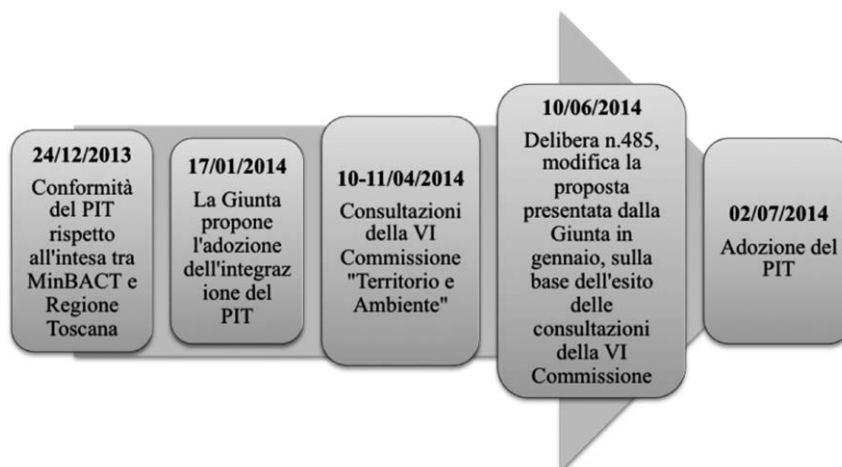 24/12/2013
Conformità
del PIT
rispetto
all'intesa tra
MinBACT e
Regione
Toscana
17/01/2014
La Giunta
propone
l'adozione
dell'integraz
ione del
PIT
10-11/04/2014
Consultazioni
della VI
Commissione
"Territorio e
Ambiente"
10/06/2014
Delibera n.485,
modifica la
proposta
presentata dalla
Giunta in
gennaio, sulla
base dell'esito
delle
consultazioni
della VI
Commissione
02/07/2014
Adozione del
PIT